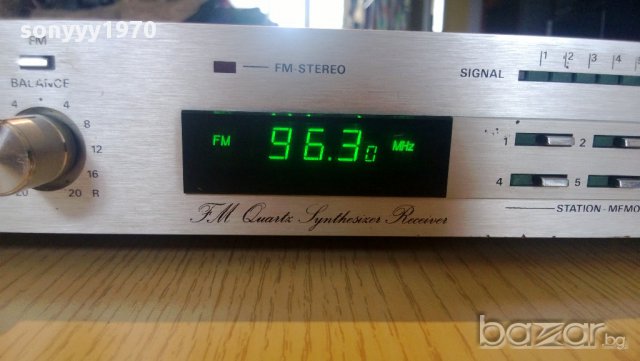 sonyyy1970
FM
BALANCE
FM-STEREO
SIGNAL 1 2 3 4 5
4 4
8
12
16
20 20 R
FM 96.30 MHz
1 2
4 5
FM Quartz Synthesizer Receiver
STATION-MEMO
bazar.bg